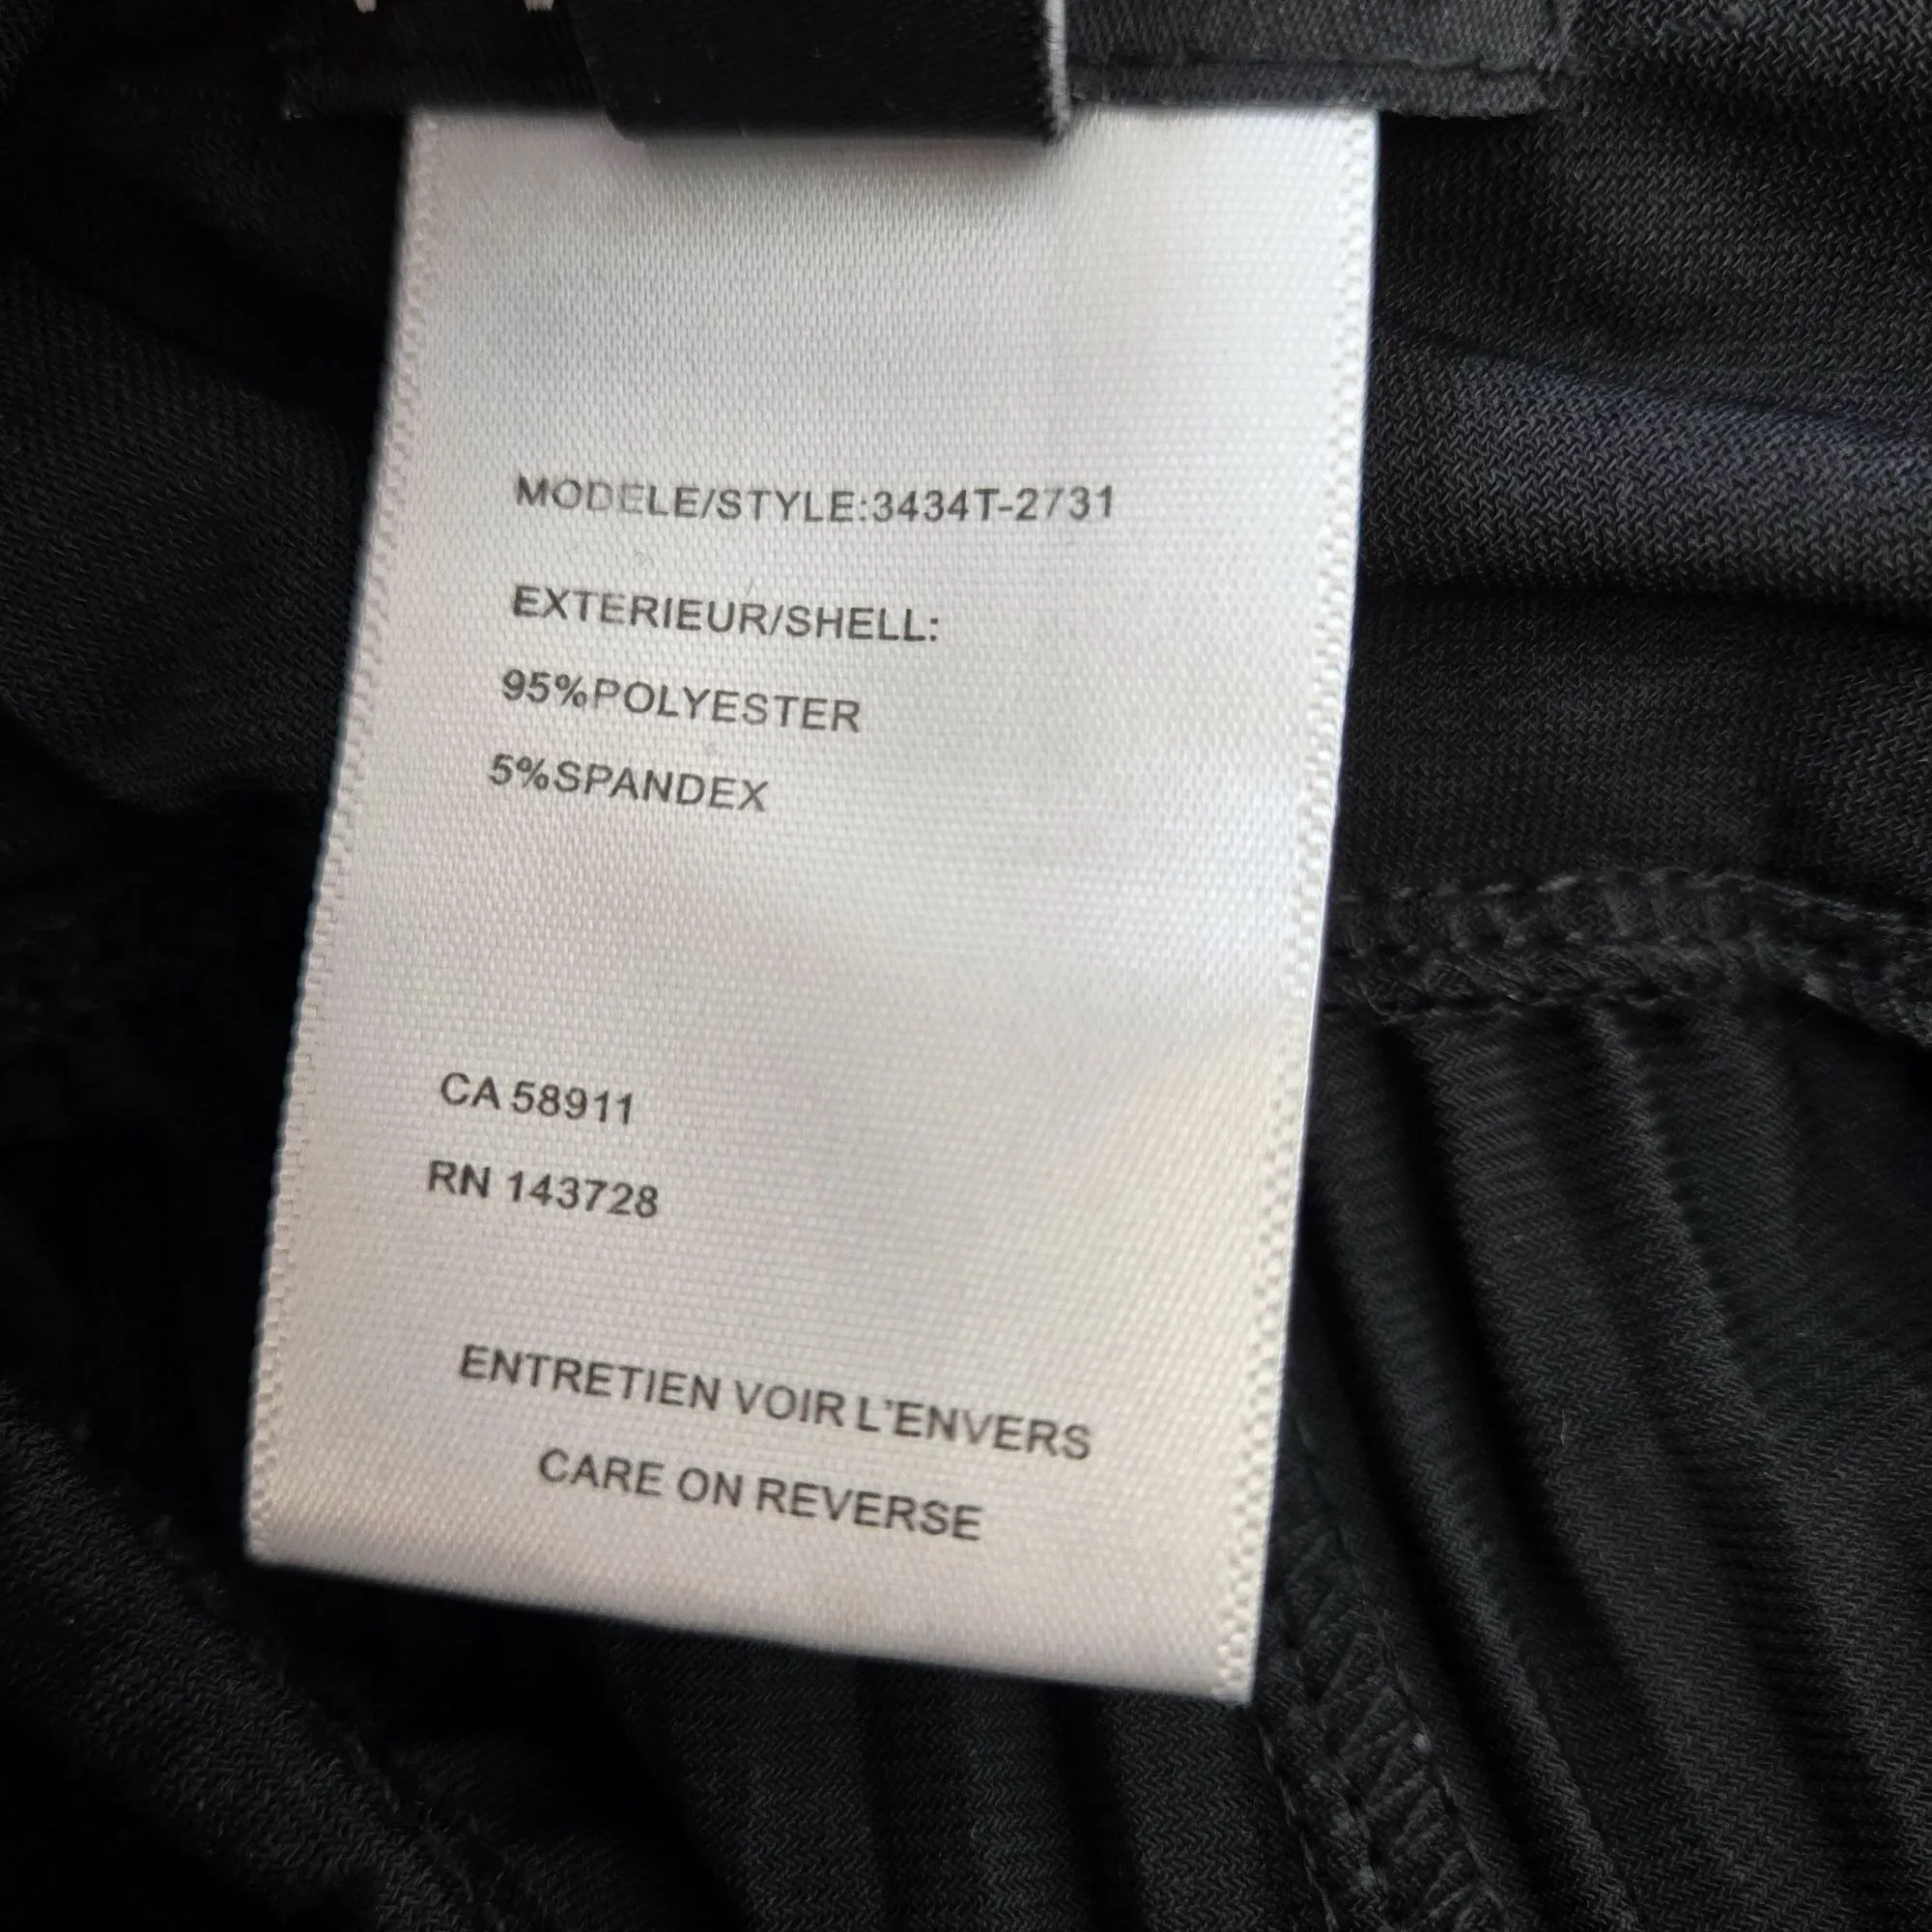 MODELE/STYLE:3434T-2731
EXTERIEUR/SHELL:
95%POLYESTER
5%SPANDEX
CA 58911
RN 143728
ENTRETIEN VOIR L'ENVERS
CARE ON REVERSE